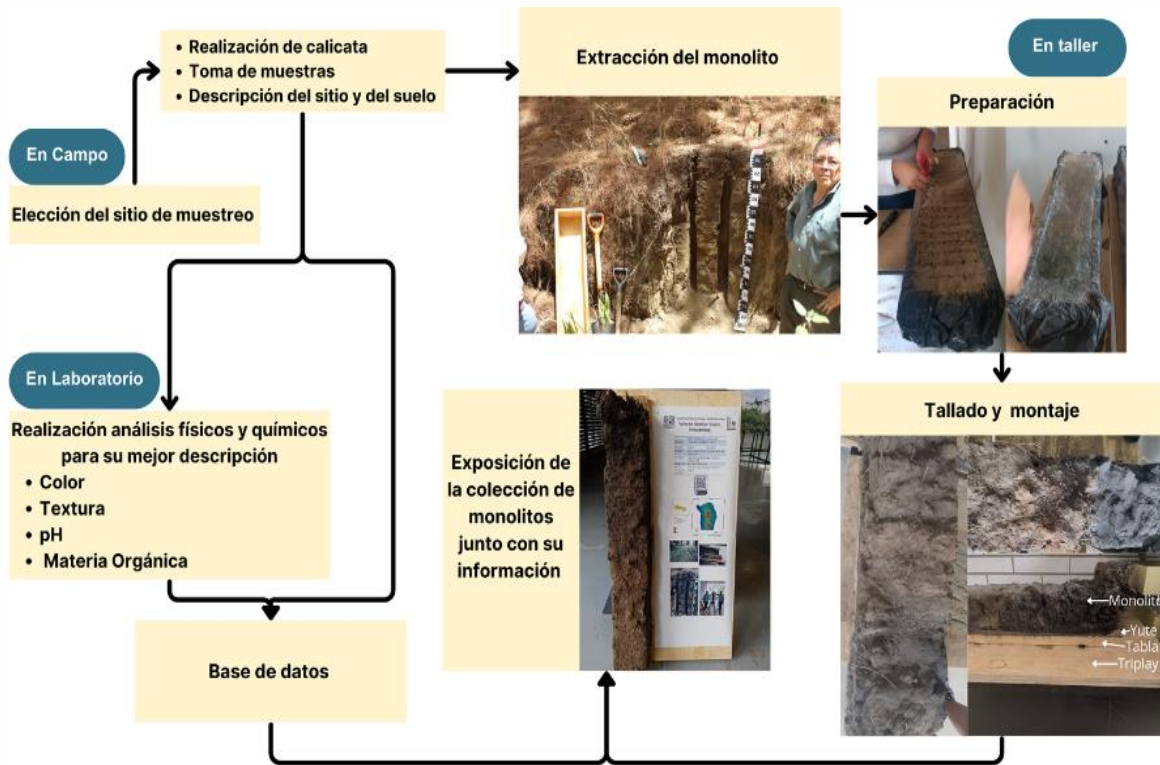 • Realización de calicata
• Toma de muestras
• Descripción del sitio y del suelo
En Campo
Elección del sitio de muestreo
Extracción del monolito
En taller
Preparación
En Laboratorio
Realización análisis físicos y químicos
para su mejor descripción
• Color
• Textura
• pH
• Materia Orgánica
Exposición de
la colección de
monolitos
junto con su
información
Tallado y montaje
Monolito
Yute
Tabla
Triplay
Base de datos